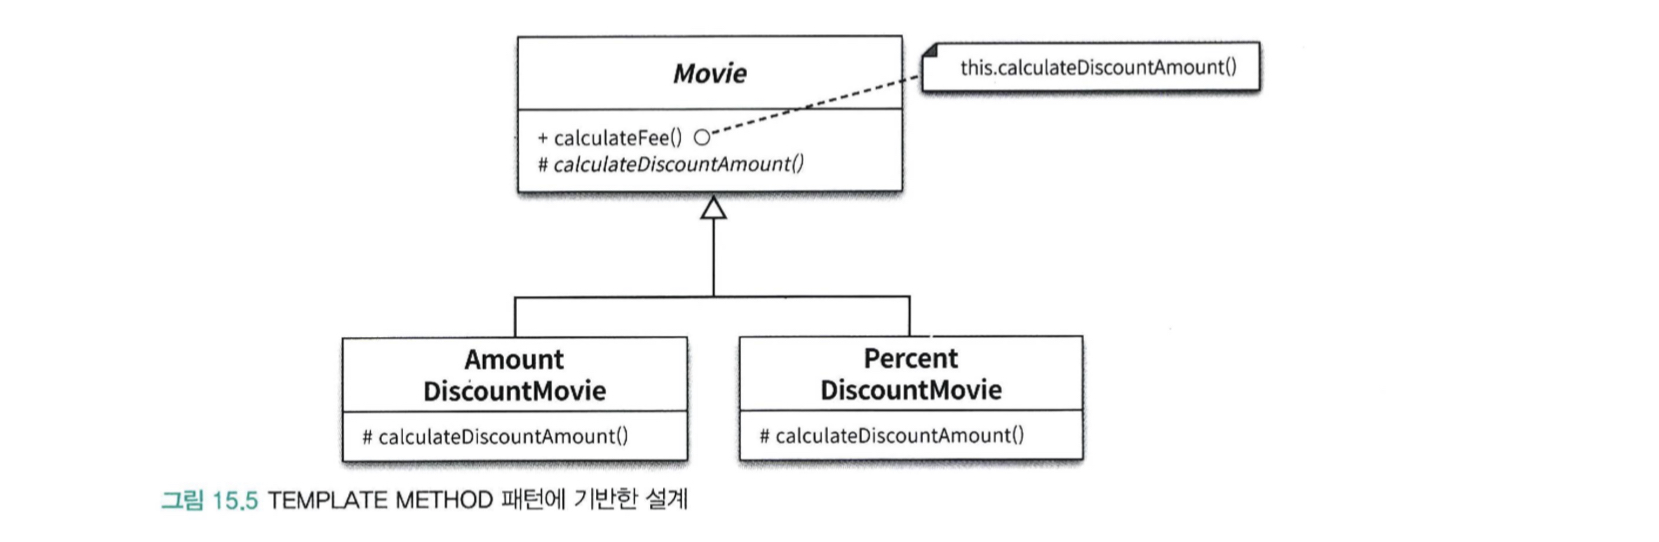 Movie
this.calculateDiscountAmount()
+ calculateFee()
# calculateDiscountAmount()
Amount
DiscountMovie
# calculateDiscountAmount()
Percent
DiscountMovie
# calculateDiscountAmount()
그림 15.5 TEMPLATE METHOD 패턴에 기반한 설계